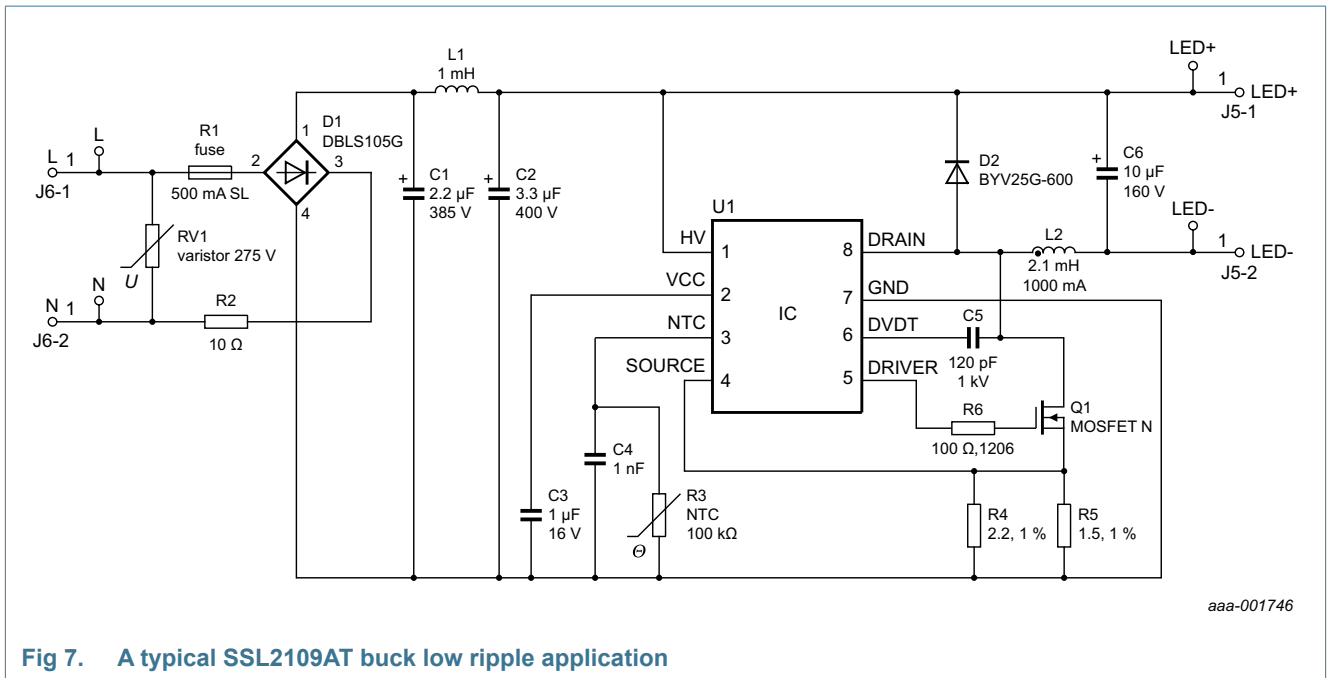 L1
1 mH
LED+
1
LED+
J5-1
R1
fuse
500 mA SL
D1
DBLS105G
1
2
3
4
L
L 1
J6-1
RV1
varistor 275 V
U
N
N 1
J6-2
R2
10 Ω
+
C1
2.2 µF
385 V
+
C2
3.3 µF
400 V
D2
BYV25G-600
+
C6
10 µF
160 V
LED-
1
LED-
J5-2
L2
2.1 mH
1000 mA
U1
IC
HV
1
VCC
2
NTC
3
SOURCE
4
8
DRAIN
7
GND
6
DVDT
5
DRIVER
C5
120 pF
1 kV
R6
100 Ω,1206
Q1
MOSFET N
C4
1 nF
C3
1 µF
16 V
R3
NTC
100 kΩ
Θ
R4
2.2, 1 %
R5
1.5, 1 %
aaa-001746
Fig 7. A typical SSL2109AT buck low ripple application